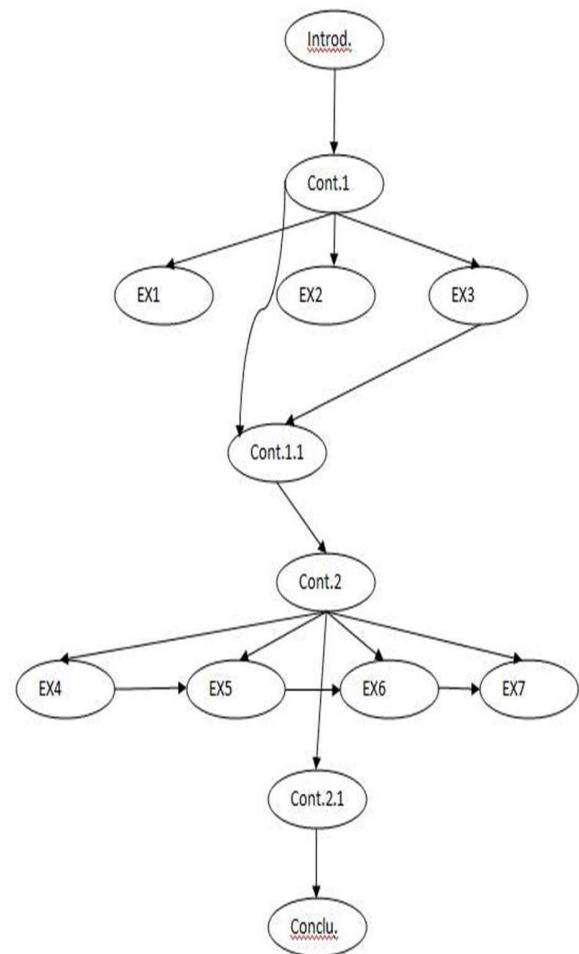 Introd.
Cont.1
EX1
EX2
EX3
Cont.1.1
Cont.2
EX4
EX5
EX6
EX7
Cont.2.1
Conclu.